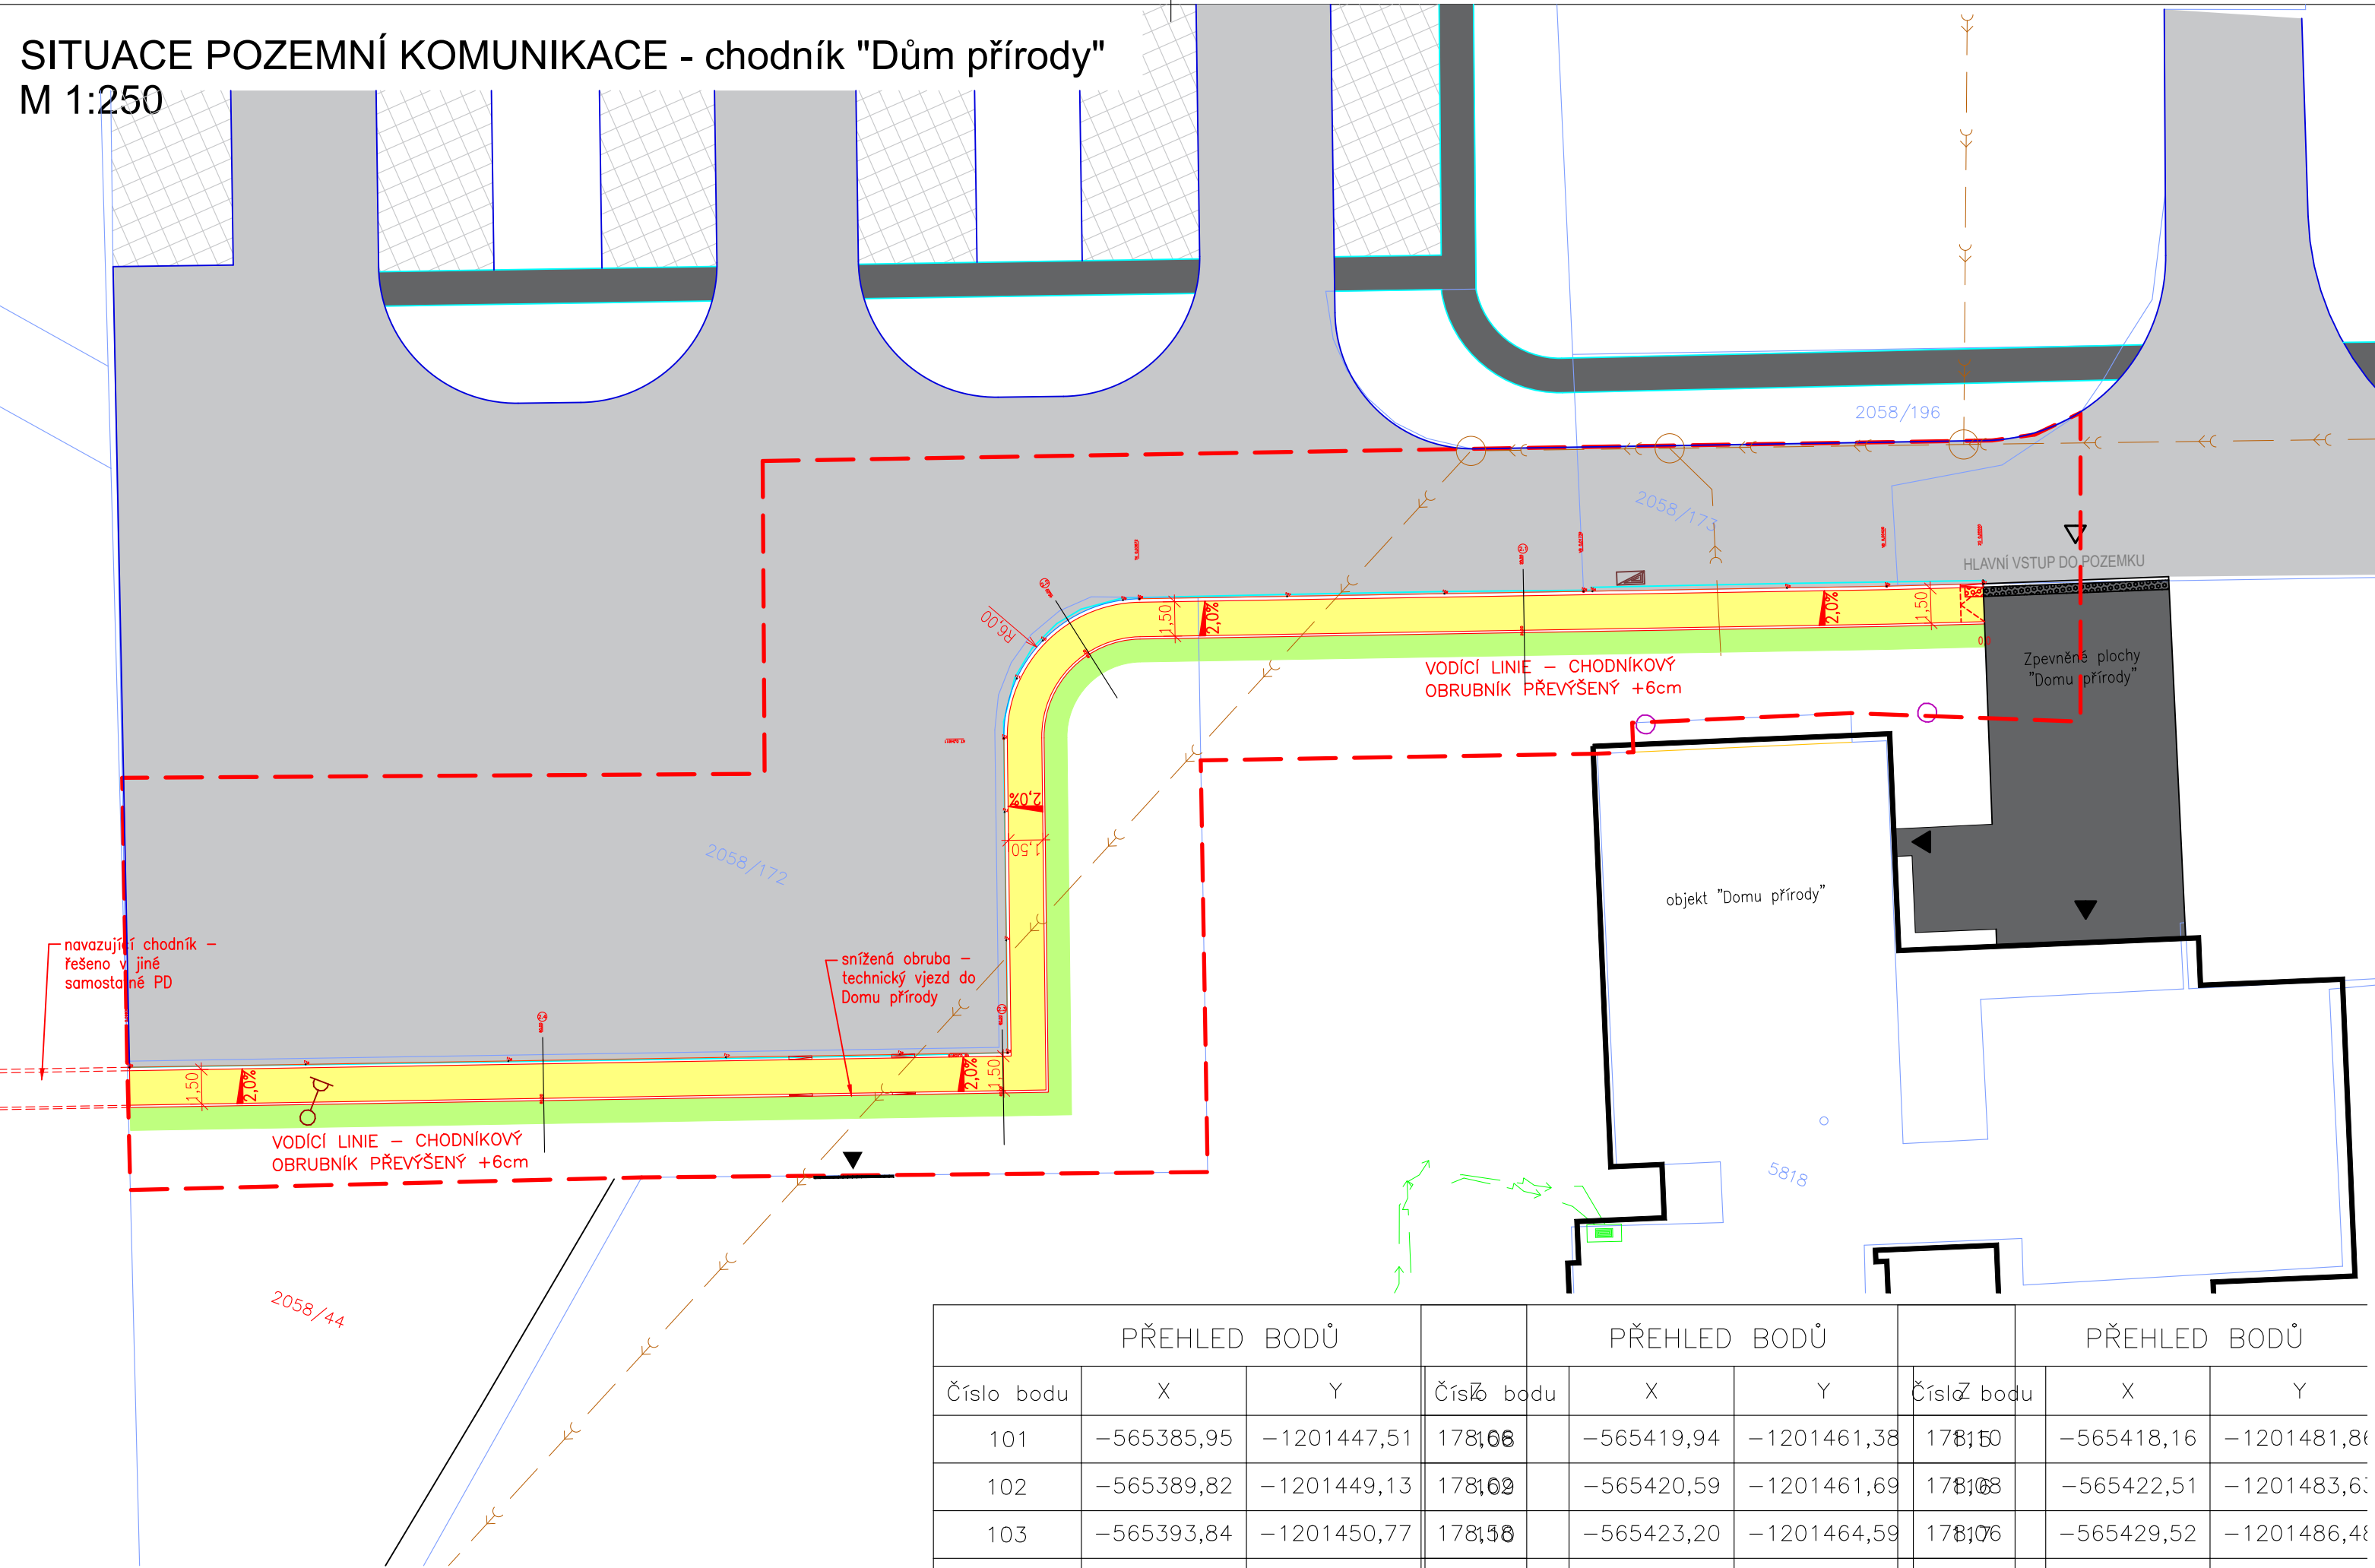 SITUACE POZEMNÍ KOMUNIKACE - chodník "Dům přírody"
M 1:250
2058/196
2058/173
HLAVNÍ VSTUP DO POZEMKU
R6,00
1,50
2,0%
2,0%
1,50
Zpevněné plochy
"Domu přírody"
VODÍCÍ LINIE – CHODNÍKOVÝ
OBRUBNÍK PŘEVÝŠENÝ +6cm
2,0%
1,50
2058/172
objekt "Domu přírody"
navazující chodník –
řešeno v jiné
samostatné PD
snížená obruba –
technický vjezd do
Domu přírody
1,50
2,0%
2,0%
1,50
VODÍCÍ LINIE – CHODNÍKOVÝ
OBRUBNÍK PŘEVÝŠENÝ +6cm
5818
2058/44
PŘEHLED BODŮ PŘEHLED BODŮ PŘEHLED BODŮ
Číslo bodu X Y Číslo bodu X Y Číslo bodu X Y
101 −565385,95 −1201447,51 −565419,94 −1201461,38 −565418,16
102 −565389,82 −1201449,13 −565420,59 −1201461,69 −565422,51
103 −565393,84 −1201450,77 −565423,20 −1201464,59 −565429,52